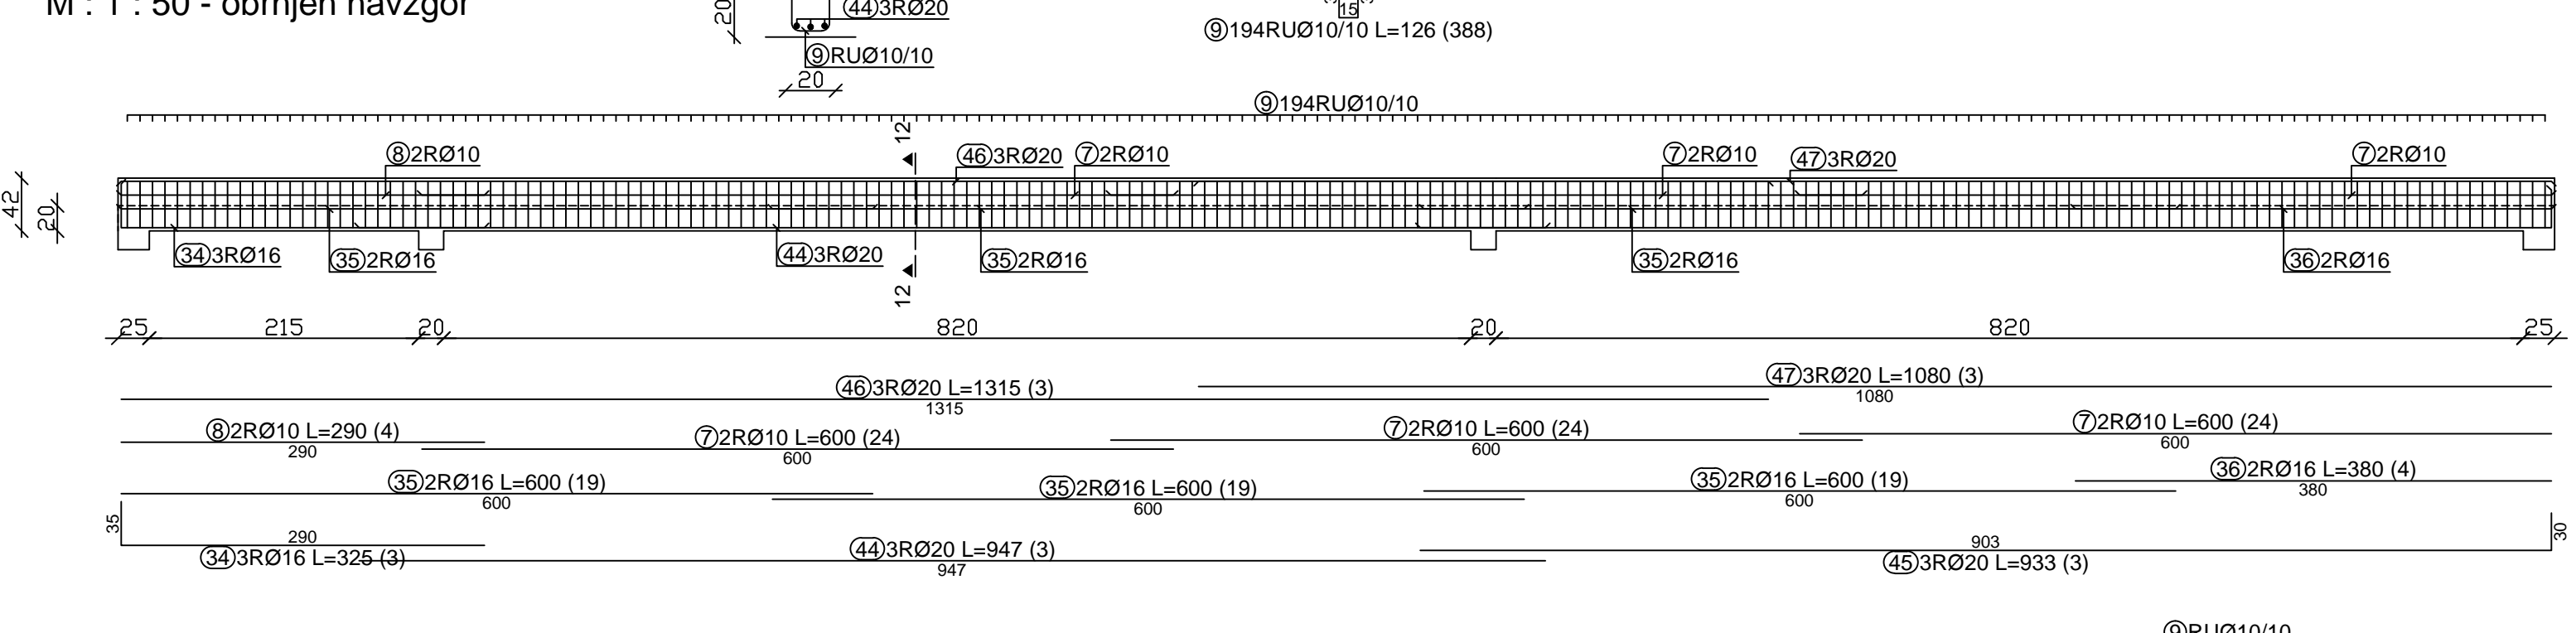 M : 1 : 50 - obrnjen navzgor
20
44 3RØ20
9 RUØ10/10
20
15
9 194RUØ10/10 L=126 (388)
9 194RUØ10/10
12
8 2RØ10
46 3RØ20
7 2RØ10
7 2RØ10
47 3RØ20
7 2RØ10
42
20
34 3RØ16
35 2RØ16
44 3RØ20
35 2RØ16
35 2RØ16
36 2RØ16
12
25
215
20
820
20
820
25
46 3RØ20 L=1315 (3)
1315
47 3RØ20 L=1080 (3)
1080
8 2RØ10 L=290 (4)
290
7 2RØ10 L=600 (24)
600
7 2RØ10 L=600 (24)
600
7 2RØ10 L=600 (24)
600
35 2RØ16 L=600 (19)
600
35 2RØ16 L=600 (19)
600
35 2RØ16 L=600 (19)
600
36 2RØ16 L=380 (4)
380
35
290
34 3RØ16 L=325 (3)
44 3RØ20 L=947 (3)
947
903
45 3RØ20 L=933 (3)
30
9 RUØ10/10